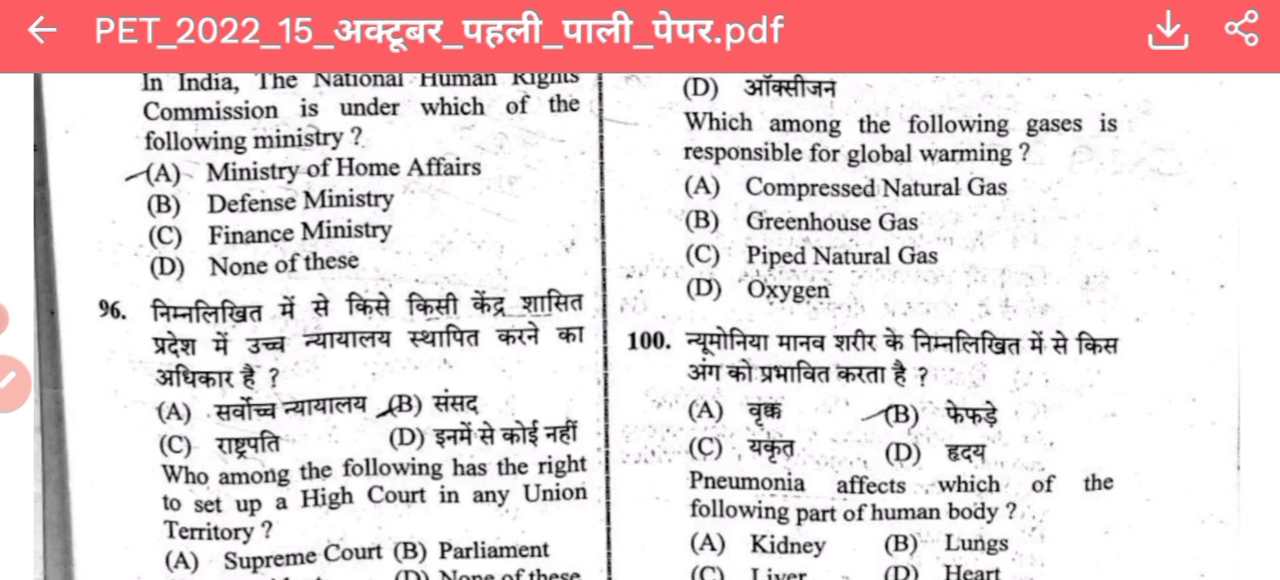 PET_2022_15_अक्टूबर_पहली_पाली_पेपर.pdf
In India, The National Human Rights
Commission is under which of the
following ministry ?
(A) Ministry of Home Affairs
(B) Defense Ministry
(C) Finance Ministry
(D) None of these
96. निम्नलिखित में से किसे किसी केंद्र शासित
प्रदेश में उच्च न्यायालय स्थापित करने का
अधिकार है ?
(A) सर्वोच्च न्यायालय (B) संसद
(C) राष्ट्रपति (D) इनमें से कोई नहीं
Who among the following has the right
to set up a High Court in any Union
Territory ?
(A) Supreme Court (B) Parliament
(D) None of these
(D) ऑक्सीजन
Which among the following gases is
responsible for global warming ?
(A) Compressed Natural Gas
(B) Greenhouse Gas
(C) Piped Natural Gas
(D) Oxygen
100. न्यूमोनिया मानव शरीर के निम्नलिखित में से किस
अंग को प्रभावित करता है ?
(A) वृक्क (B) फेफड़े
(C) यकृत (D) हृदय
Pneumonia affects which of the
following part of human body ?
(A) Kidney (B) Lungs
(C) Liver (D) Heart